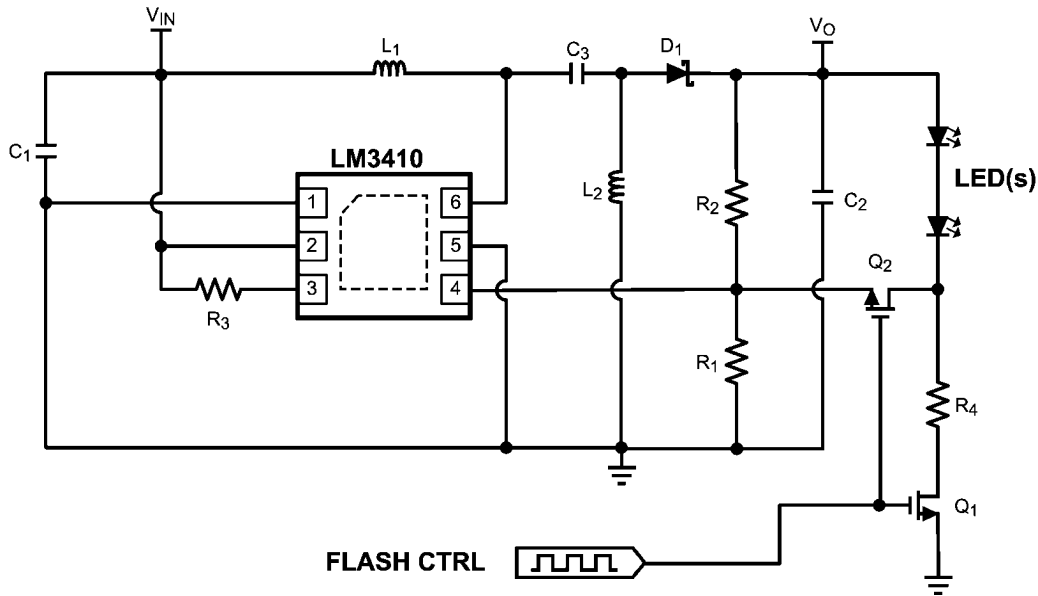 VIN
L1
C3
D1
VO
C1
LM3410
1
6
L2
R2
C2
LED(s)
2
5
Q2
3
4
R3
R1
R4
Q1
FLASH CTRL